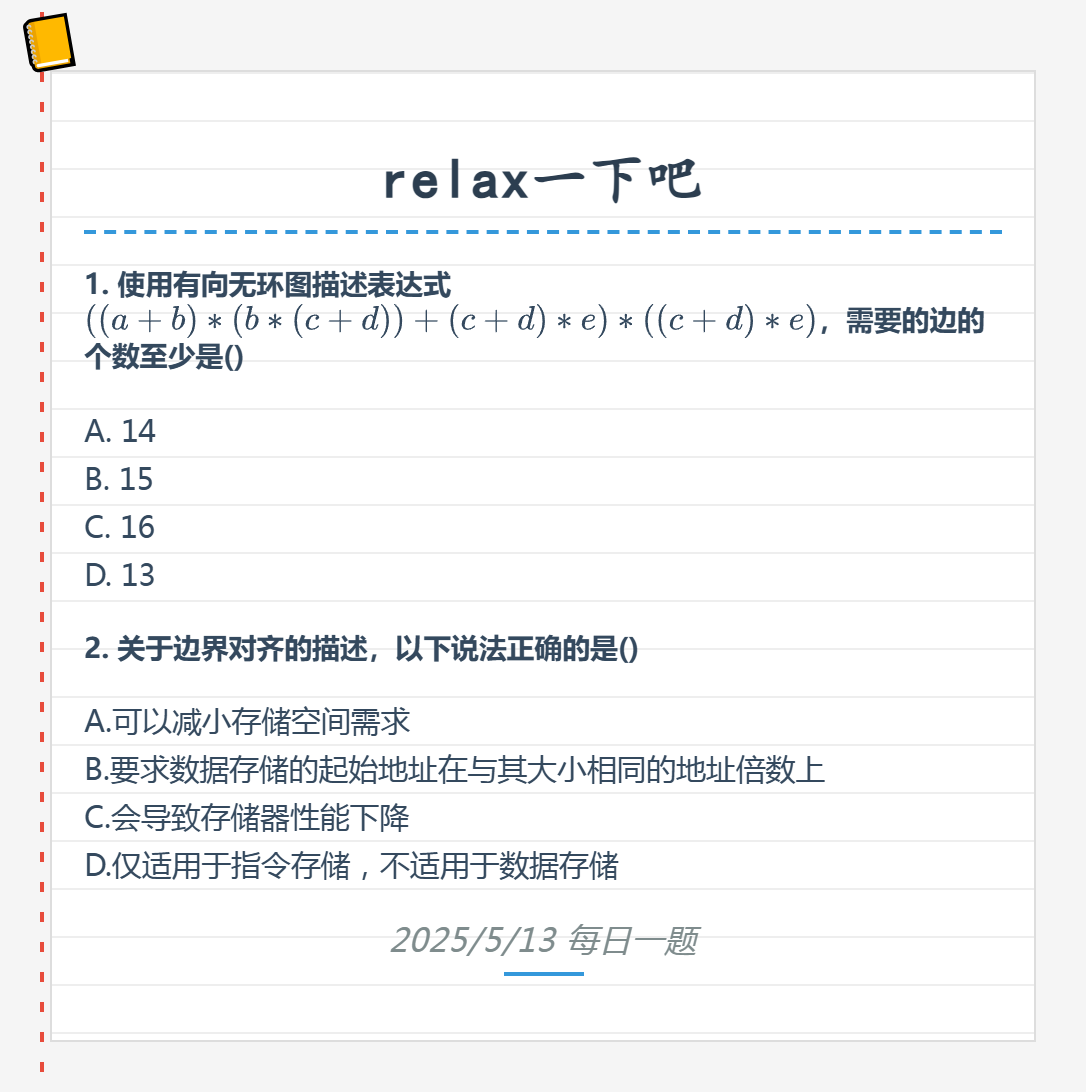 relax一下吧
1. 使用有向无环图描述表达式
((a + b) * (b * (c + d)) + (c + d) * e) * ((c + d) * e)，需要的边的
个数至少是()
A. 14
B. 15
C. 16
D. 13
2. 关于边界对齐的描述，以下说法正确的是()
A.可以减小存储空间需求
B.要求数据存储的起始地址在与其大小相同的地址倍数上
C.会导致存储器性能下降
D.仅适用于指令存储，不适用于数据存储
2025/5/13 每日一题